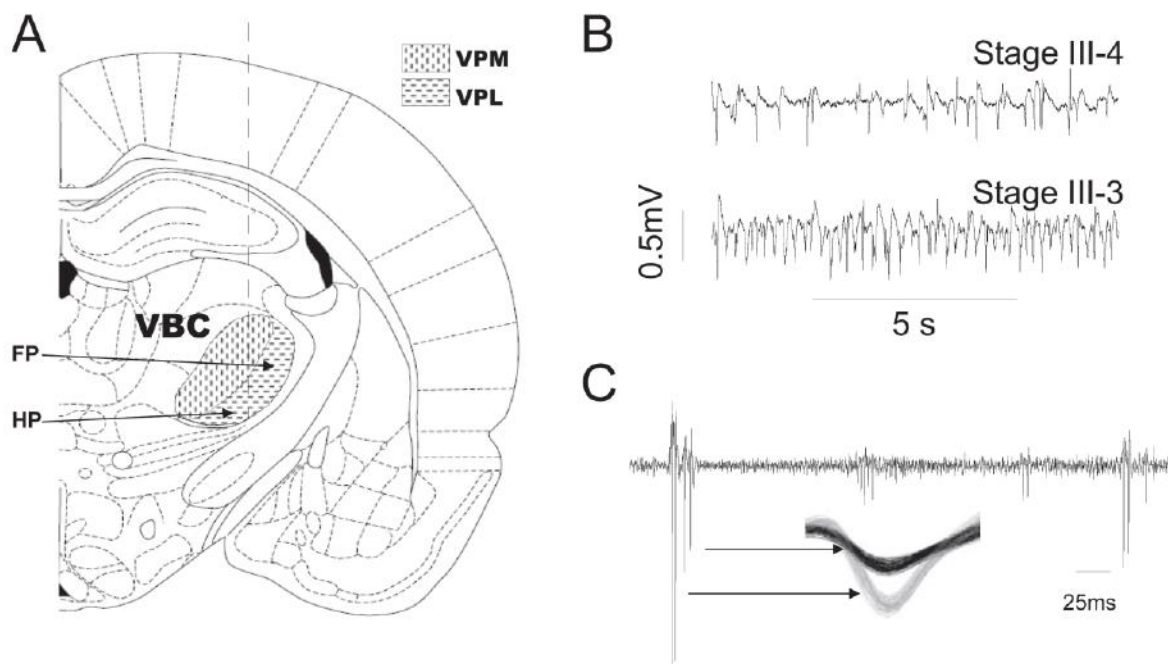 A
VPM
VPL
VBC
FP
HP
B
Stage III-4
Stage III-3
0.5mV
5 s
C
25ms